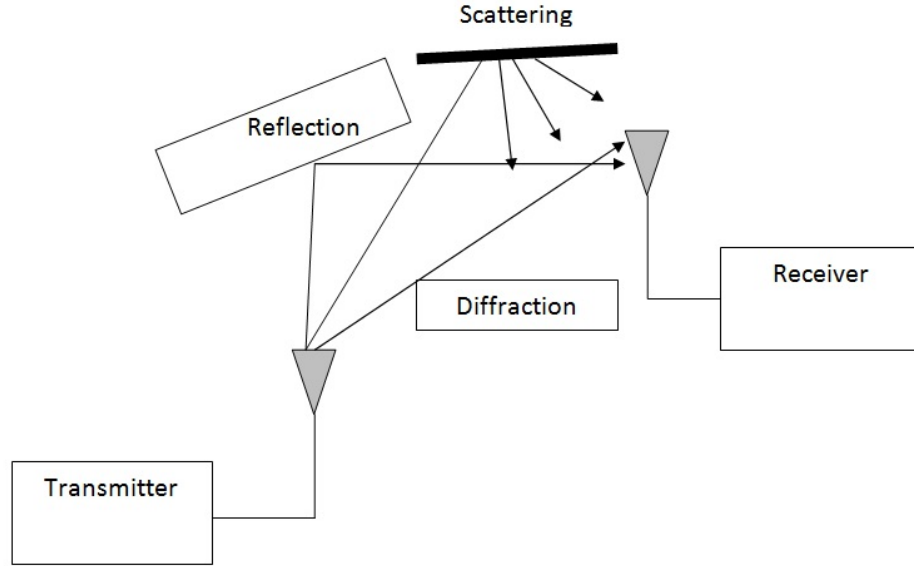 Scattering
Reflection
Receiver
Diffraction
Transmitter